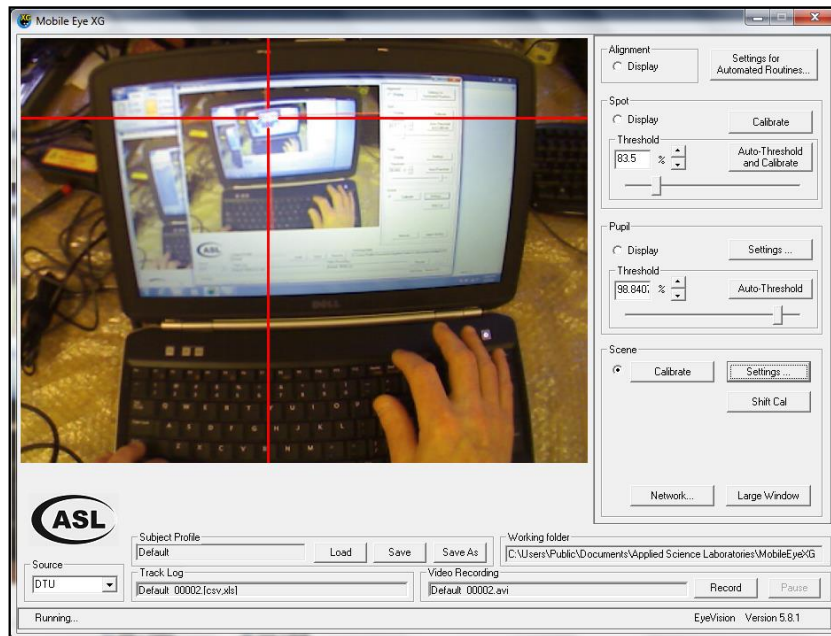 Mobile Eye XG
Alignment
Display
Settings for
Automated Routines...
Spot
Display
Calibrate
Threshold
83.5 %
Auto-Threshold
and Calibrate
Pupil
Display
Settings ...
Threshold
98.8407 %
Auto-Threshold
Scene
Calibrate
Settings ...
Shift Cal
Network...
Large Window
DELL
ASL
ASL
Subject Profile
Default
Load
Save
Save As
Working folder
C:\Users\Public\Documents\Applied Science Laboratories\MobileEyeXG
Source
DTU
Track Log
Default_00002.[csv,xls]
Video Recording
Default_00002.avi
Record
Pause
Running...
EyeVision Version 5.8.1